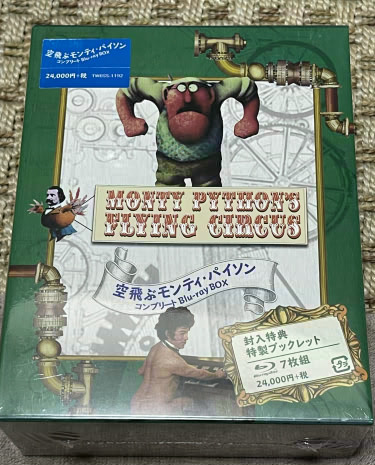 空飛ぶモンティ・パイソン
コンプリート Blu-ray BOX
24,000円+税 TWDSS-1102
MONTY PYTHON'S
FLYING CIRCUS
空飛ぶモンティ・パイソン
コンプリート Blu-ray BOX
封入特典
特製ブックレット
7枚組
24,000円+税